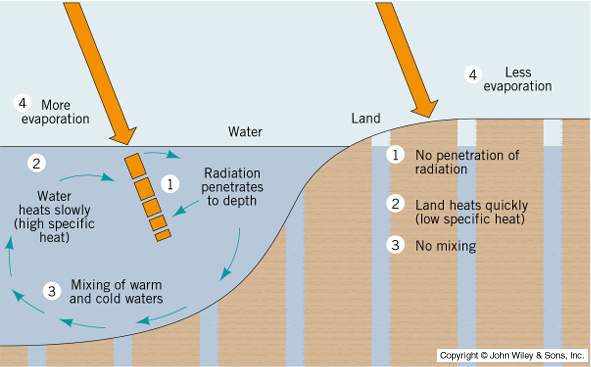 4 More
evaporation
Water
Land
4 Less
evaporation
2
Water
heats slowly
(high specific
heat)
1
Radiation
penetrates
to depth
3 Mixing of warm
and cold waters
1 No penetration of
radiation
2 Land heats quickly
(low specific heat)
3 No mixing
Copyright © John Wiley & Sons, Inc.